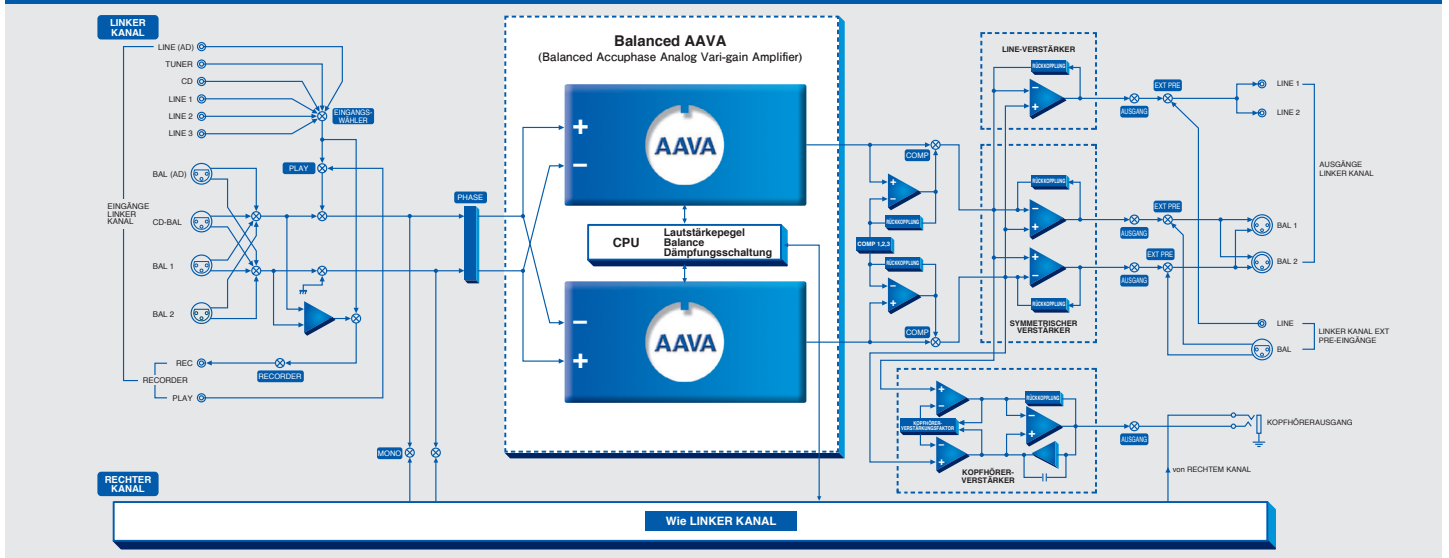 LINKER
KANAL
LINE (AD)
TUNER
CD
LINE 1
LINE 2
LINE 3
EINGANGS-
WÄHLER
BAL (AD)
PLAY
EINGÄNGE
LINKER
KANAL
CD-BAL
BAL 1
BAL 2
REC
RECORDER
RECORDER
PLAY
PHASE
MONO
Balanced AAVA
(Balanced Accuphase Analog Vari-gain Amplifier)
+
−
AAVA
CPU
Lautstärkepegel
Balance
Dämpfungsschaltung
−
+
AAVA
COMP
+
−
RÜCKKOPPLUNG
COMP 1,2,3
RÜCKKOPPLUNG
−
+
COMP
LINE-VERSTÄRKER
RÜCKKOPPLUNG
−
+
RÜCKKOPPLUNG
−
+
+
−
RÜCKKOPPLUNG
SYMMETRISCHER
VERSTÄRKER
+
−
RÜCKKOPPLUNG
KOPFHÖRER-
VERSTÄRKUNGSFAKTOR
−
+
−
+
KOPFHÖRER-
VERSTÄRKER
EXT PRE
AUSGANG
EXT PRE
AUSGANG
EXT PRE
AUSGANG
AUSGANG
LINE 1
LINE 2
AUSGÄNGE
LINKER KANAL
BAL 1
BAL 2
LINE
BAL
LINKER KANAL EXT
PRE-EINGÄNGE
KOPFHÖRERAUSGANG
von RECHTEM KANAL
RECHTER
KANAL
Wie LINKER KANAL